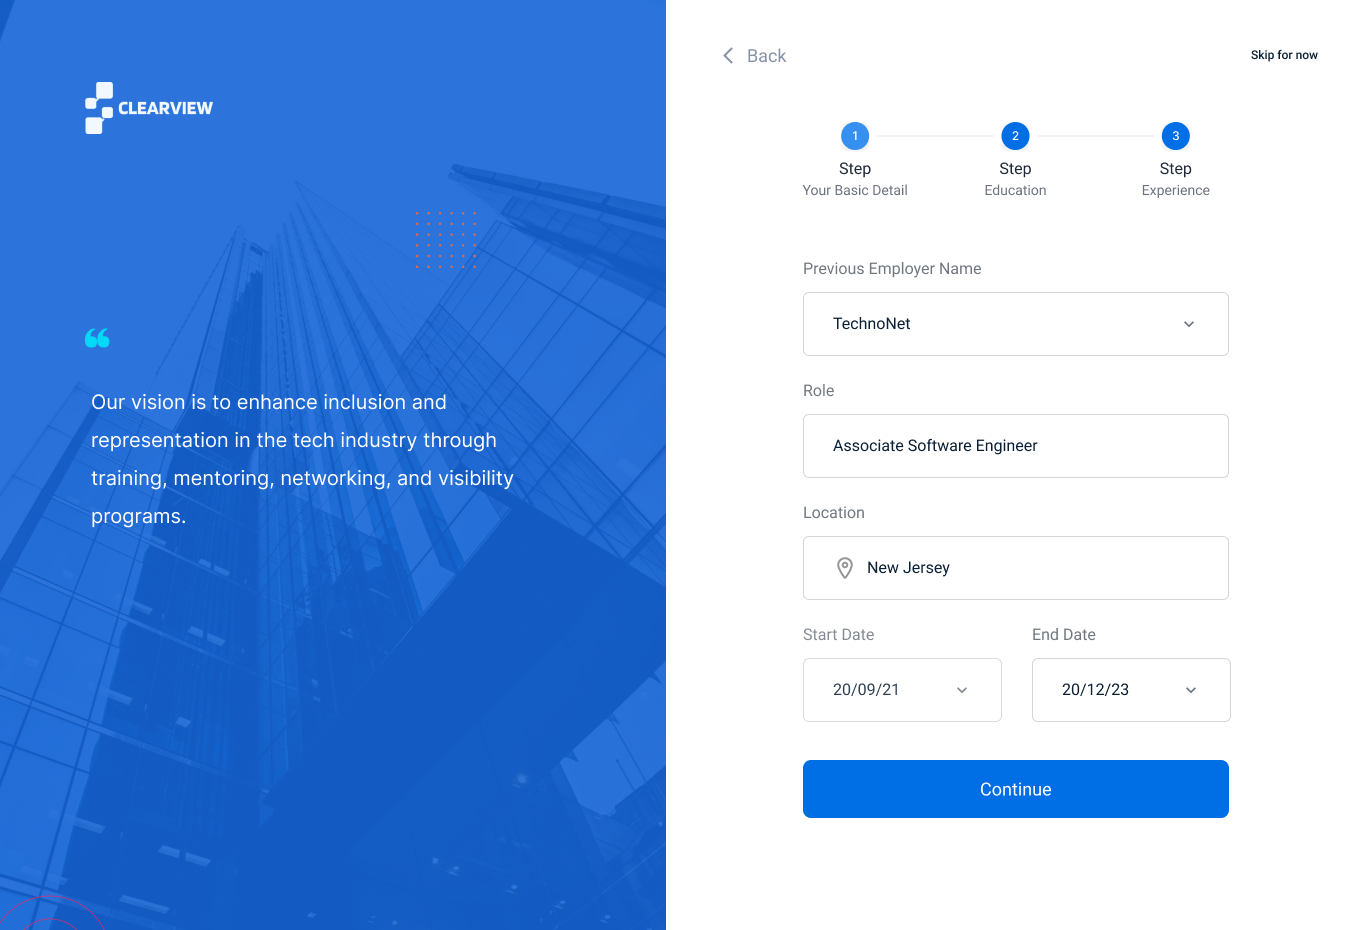 CLEARVIEW
“
Our vision is to enhance inclusion and
representation in the tech industry through
training, mentoring, networking, and visibility
programs.
Back
Skip for now
1
2
3
Step
Step
Step
Your Basic Detail
Education
Experience
Previous Employer Name
TechnoNet
Role
Associate Software Engineer
Location
New Jersey
Start Date
End Date
20/09/21
20/12/23
Continue